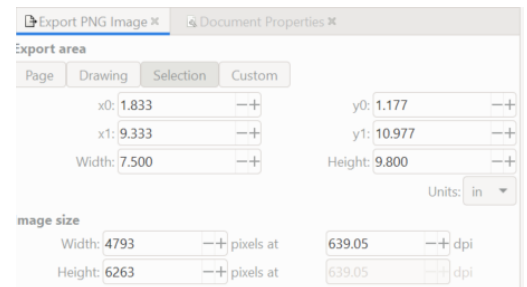 Export PNG Image Document Properties
Export area
Page Drawing Selection Custom
x0: 1.833 y0: 1.177
x1: 9.333 y1: 10.977
Width: 7.500 Height: 9.800
Units: in
mage size
Width: 4793 pixels at 639.05 dpi
Height: 6263 pixels at 639.05 dpi